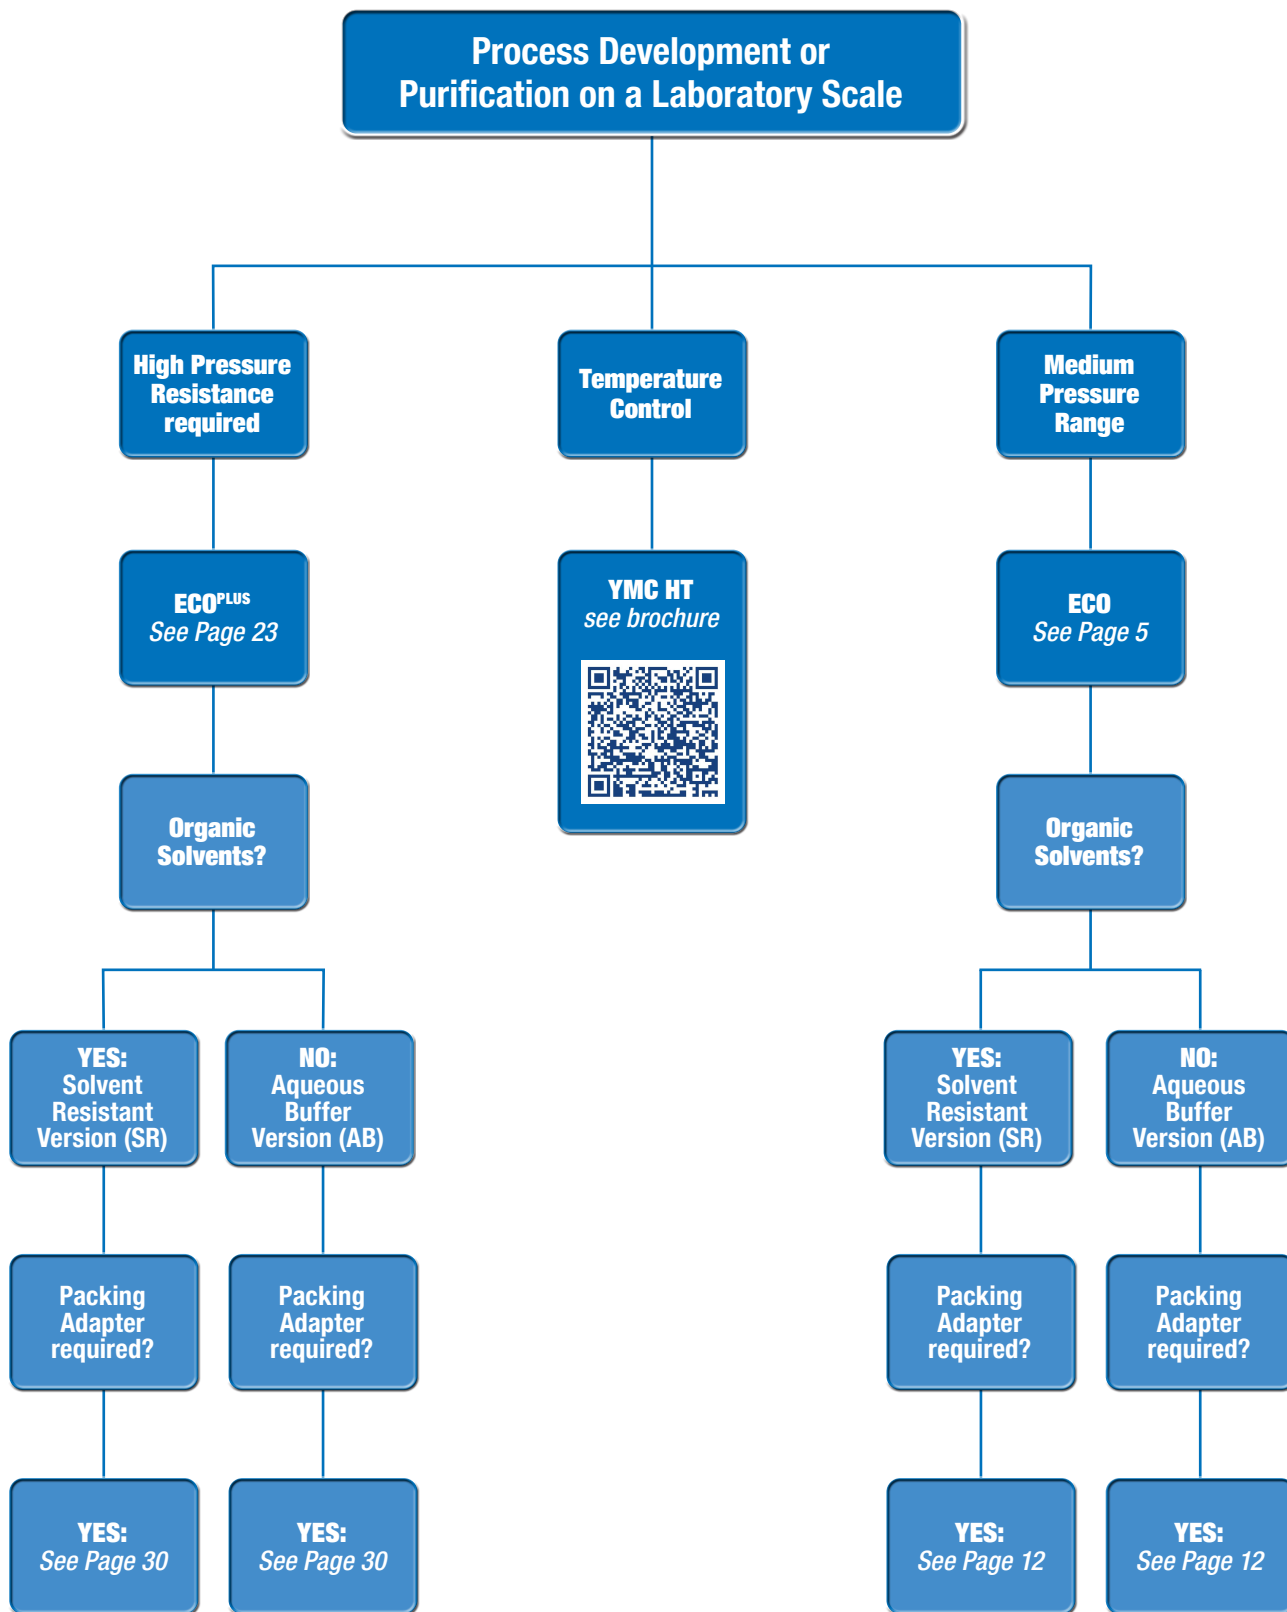 Process Development or
Purification on a Laboratory Scale
High Pressure
Resistance
required
Temperature
Control
Medium
Pressure
Range
ECOPLUS
See Page 23
YMC HT
see brochure
ECO
See Page 5
Organic
Solvents?
Organic
Solvents?
YES:
Solvent
Resistant
Version (SR)
NO:
Aqueous
Buffer
Version (AB)
YES:
Solvent
Resistant
Version (SR)
NO:
Aqueous
Buffer
Version (AB)
Packing
Adapter
required?
Packing
Adapter
required?
Packing
Adapter
required?
Packing
Adapter
required?
YES:
See Page 30
YES:
See Page 30
YES:
See Page 12
YES:
See Page 12